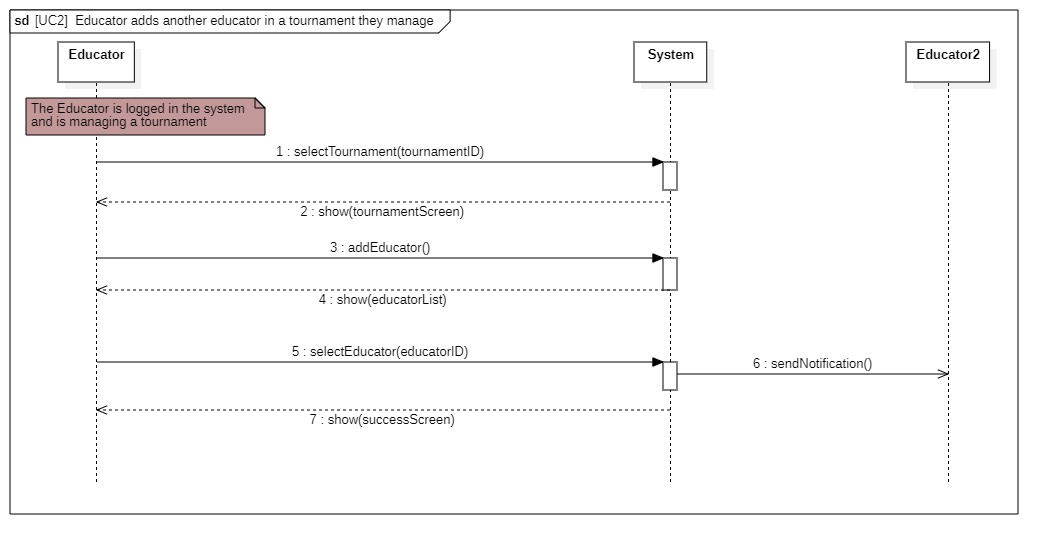 sd [UC2] Educator adds another educator in a tournament they manage
Educator
System
Educator2
The Educator is logged in the system
and is managing a tournament
1 : selectTournament(tournamentID)
2 : show(tournamentScreen)
3 : addEducator()
4 : show(educatorList)
5 : selectEducator(educatorID)
6 : sendNotification()
7 : show(successScreen)